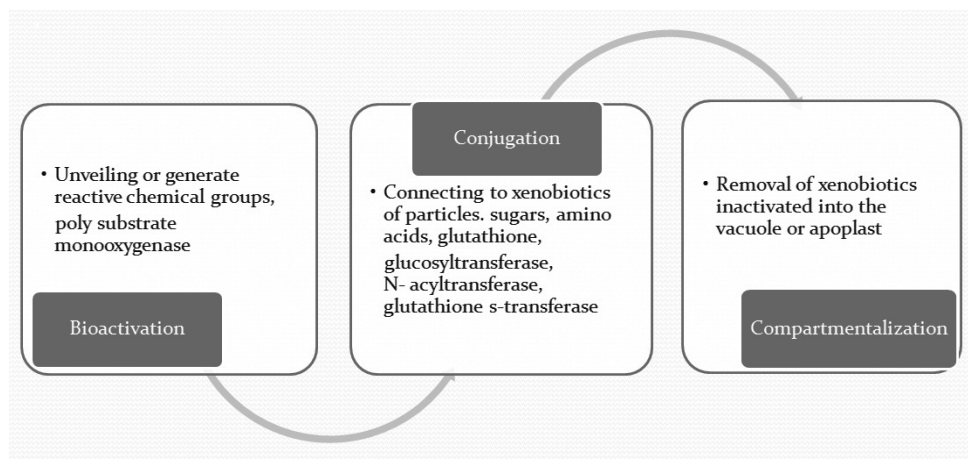 • Unveiling or generate
reactive chemical groups,
poly substrate
monooxygenase
Bioactivation
Conjugation
• Connecting to xenobiotics
of particles. sugars, amino
acids, glutathione,
glucosyltransferase,
N- acyltransferase,
glutathione s-transferase
• Removal of xenobiotics
inactivated into the
vacuole or apoplast
Compartmentalization